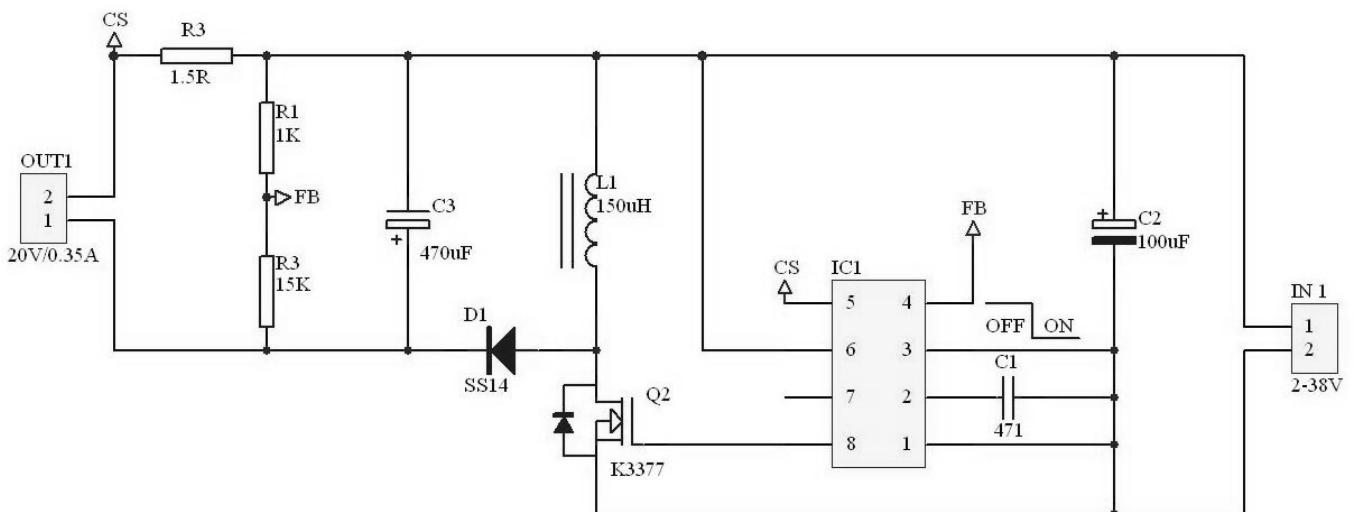 CS
R3
1.5R
R1
1K
OUT1
2
1
20V/0.35A
FB
R3
15K
C3
+
470uF
L1
150uH
D1
SS14
Q2
K3377
CS
IC1
FB
5
4
6
3
7
2
8
1
OFF
ON
C1
471
+
C2
100uF
IN 1
1
2
2-38V